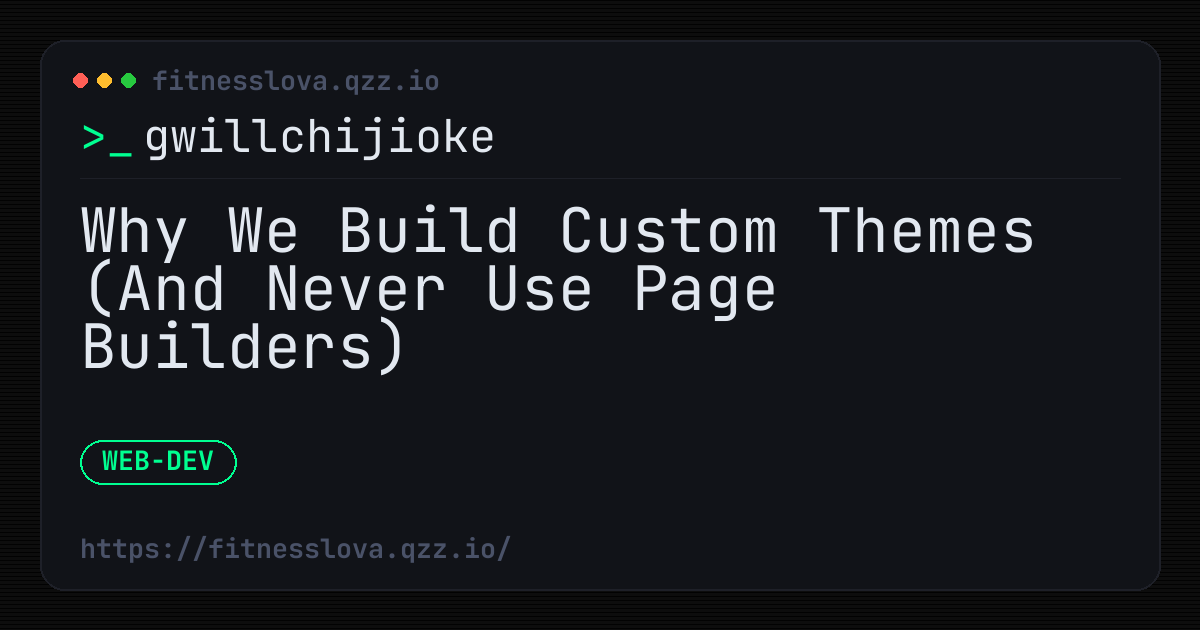 fitnesslova.qzz.io
>_ gwillchijioke
Why We Build Custom Themes
(And Never Use Page
Builders)
WEB-DEV
https://fitnesslova.qzz.io/